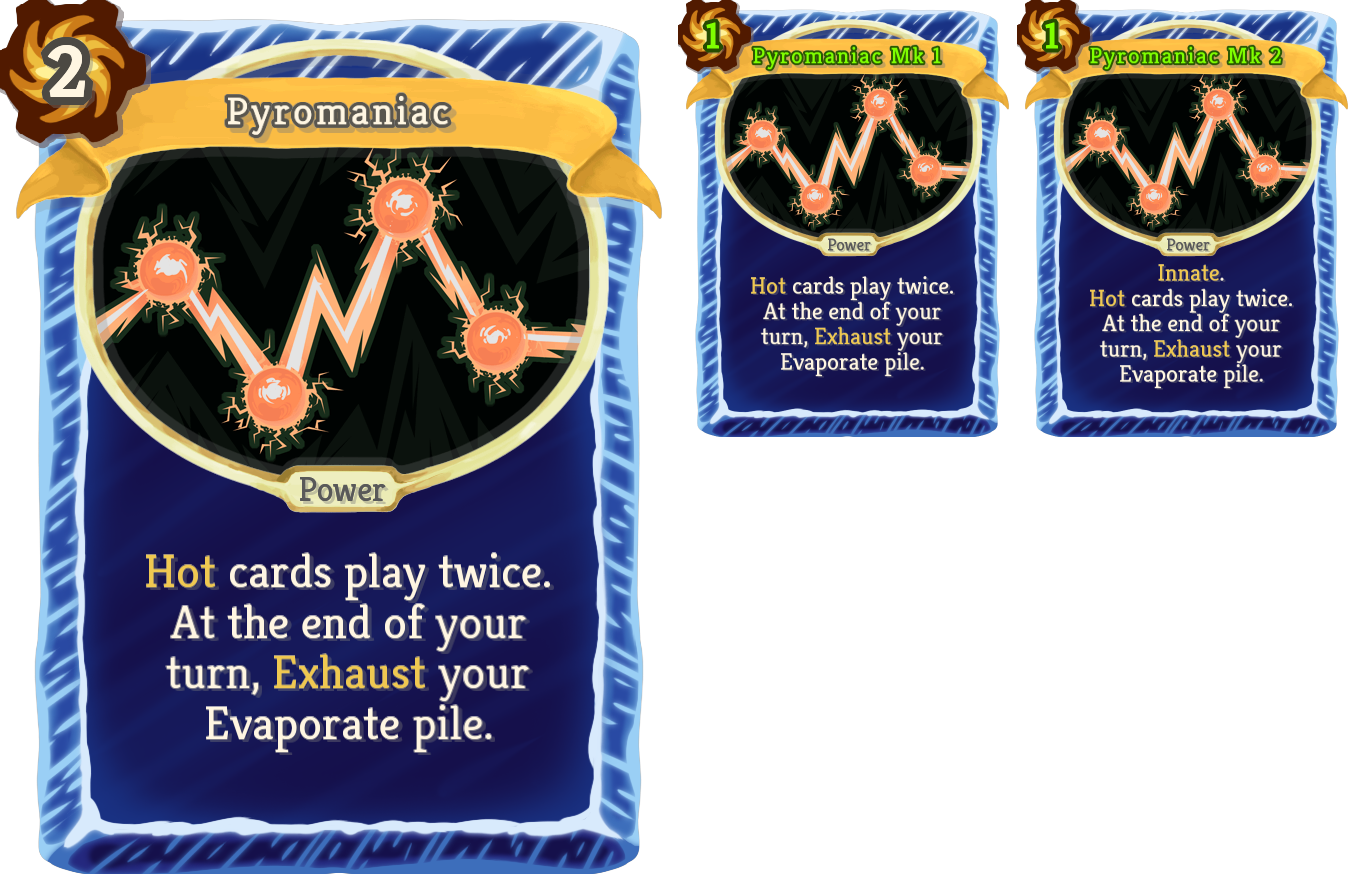 2
Pyromaniac
Power
Hot cards play twice.
At the end of your
turn, Exhaust your
Evaporate pile.
1
Pyromaniac Mk 1
Power
Hot cards play twice.
At the end of your
turn, Exhaust your
Evaporate pile.
1
Pyromaniac Mk 2
Power
Innate.
Hot cards play twice.
At the end of your
turn, Exhaust your
Evaporate pile.